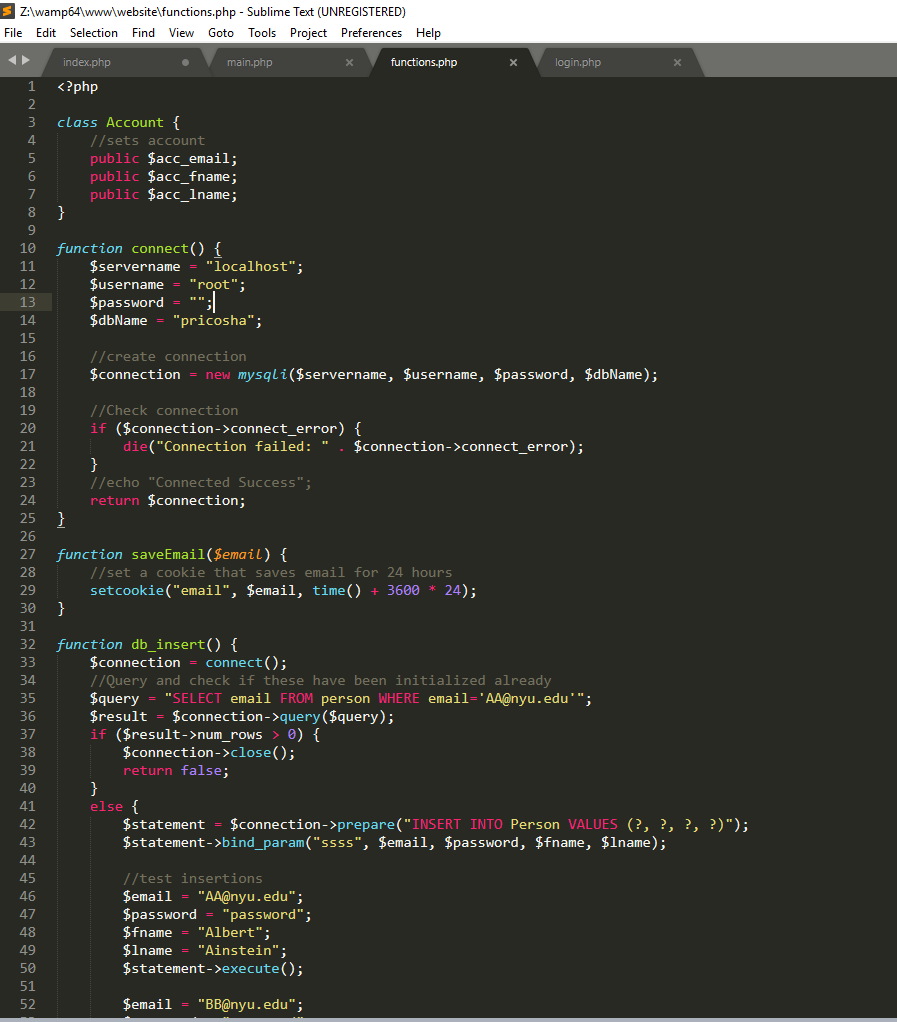 Z:\wamp64\www\website\functions.php - Sublime Text (UNREGISTERED)
File Edit Selection Find View Goto Tools Project Preferences Help
index.php main.php functions.php login.php
1 <?php
2
3 class Account {
4     //sets account
5     public $acc_email;
6     public $acc_fname;
7     public $acc_lname;
8 }
9
10 function connect() {
11     $servername = "localhost";
12     $username = "root";
13     $password = "";
14     $dbName = "pricosha";
15
16     //create connection
17     $connection = new mysqli($servername, $username, $password, $dbName);
18
19     //Check connection
20     if ($connection->connect_error) {
21         die("Connection failed: " . $connection->connect_error);
22     }
23     //echo "Connected Success";
24     return $connection;
25 }
26
27 function saveEmail($email) {
28     //set a cookie that saves email for 24 hours
29     setcookie("email", $email, time() + 3600 * 24);
30 }
31
32 function db_insert() {
33     $connection = connect();
34     //Query and check if these have been initialized already
35     $query = "SELECT email FROM person WHERE email='AA@nyu.edu'";
36     $result = $connection->query($query);
37     if ($result->num_rows > 0) {
38         $connection->close();
39         return false;
40     }
41     else {
42         $statement = $connection->prepare("INSERT INTO Person VALUES (?, ?, ?, ?)");
43         $statement->bind_param("ssss", $email, $password, $fname, $lname);
44
45         //test insertions
46         $email = "AA@nyu.edu";
47         $password = "password";
48         $fname = "Albert";
49         $lname = "Ainstein";
50         $statement->execute();
51
52         $email = "BB@nyu.edu";